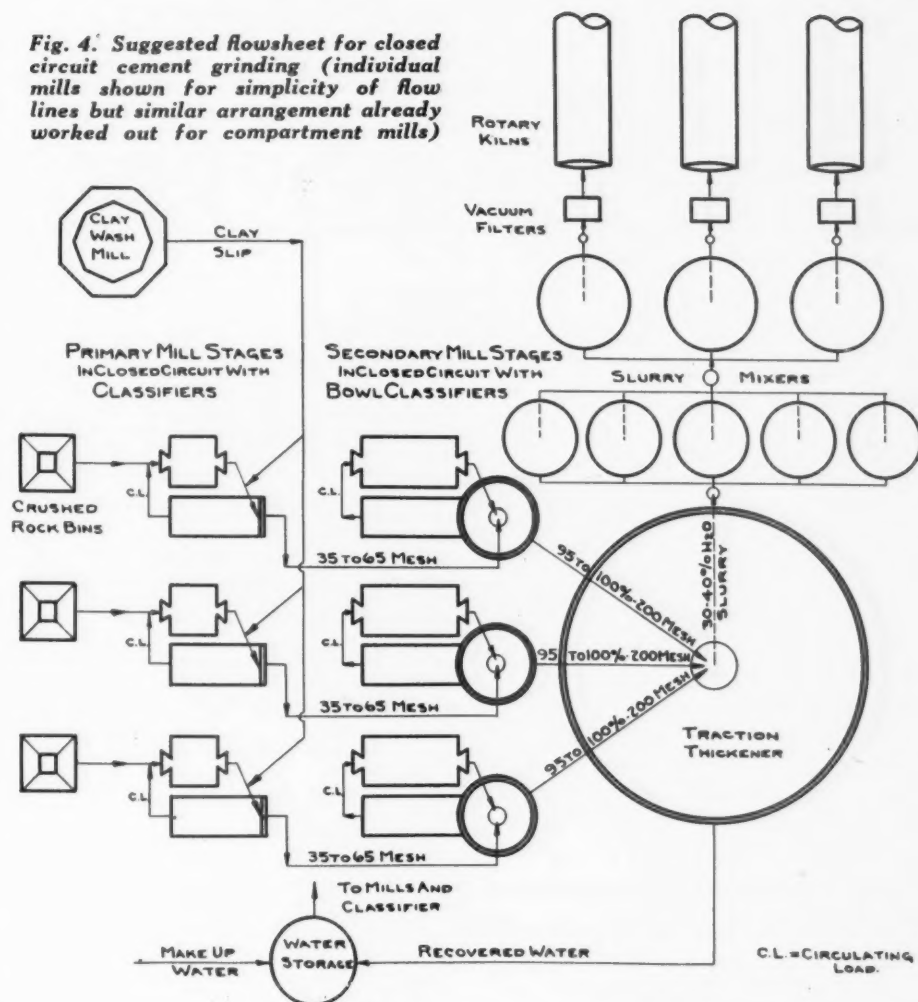 Fig. 4. Suggested flowsheet for closed
circuit cement grinding (individual
mills shown for simplicity of flow
lines but similar arrangement already
worked out for compartment mills)
ROTARY
KILNS
VACUUM
FILTERS
CLAY
WASH
MILL
CLAY
SLIP
PRIMARY MILL STAGES
IN CLOSED CIRCUIT WITH
CLASSIFIERS
SECONDARY MILL STAGES
IN CLOSED CIRCUIT WITH
BOWL CLASSIFIERS
SLURRY MIXERS
CRUSHED
ROCK BINS
C.L.
35 TO 65 MESH
95 TO 100%-200 MESH
30-40% H2O
SLURRY
C.L.
35 TO 65 MESH
95 TO 100%-200 MESH
TRACTION
THICKENER
C.L.
35 TO 65 MESH
95 TO 100%-200 MESH
TO MILLS AND
CLASSIFIER
MAKE UP
WATER
WATER
STORAGE
RECOVERED WATER
C.L.=CIRCULATING
LOAD.